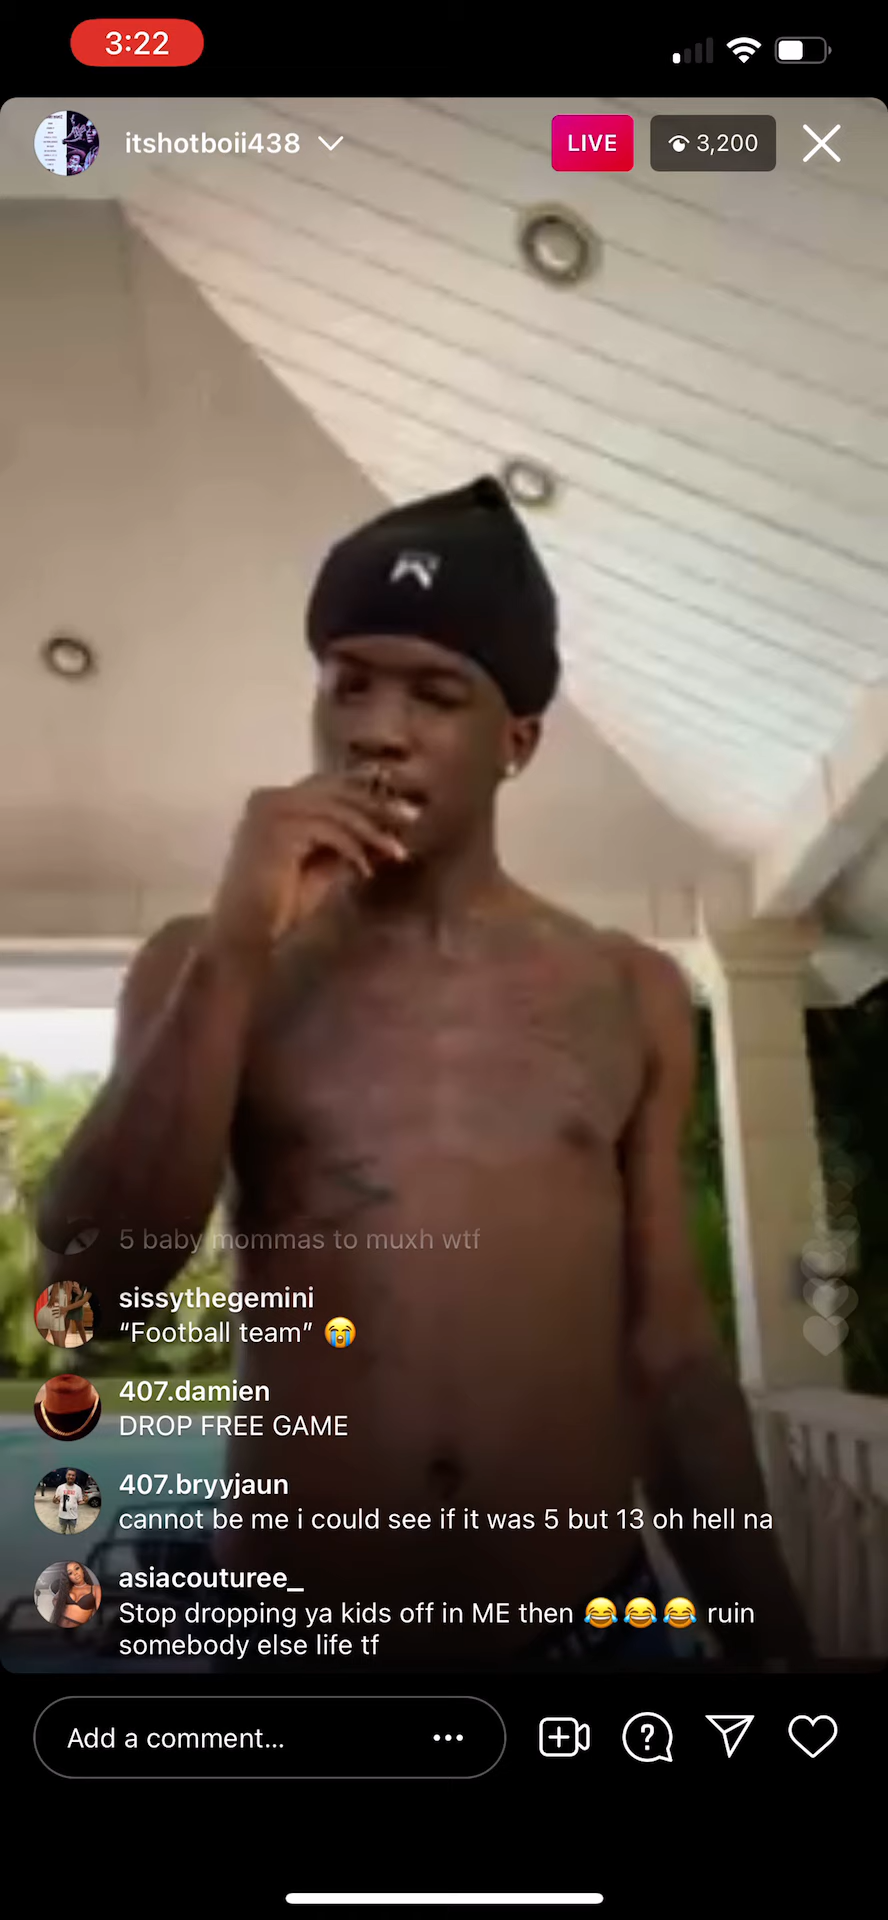 3:22
itshotboii438
LIVE
3,200
5 baby mommas to muxh wtf
sissythegemini
“Football team” 😭
407.damien
DROP FREE GAME
407.bryyjaun
cannot be me i could see if it was 5 but 13 oh hell na
asiacouturee_
Stop dropping ya kids off in ME then 😂😂😂 ruin
somebody else life tf
Add a comment...